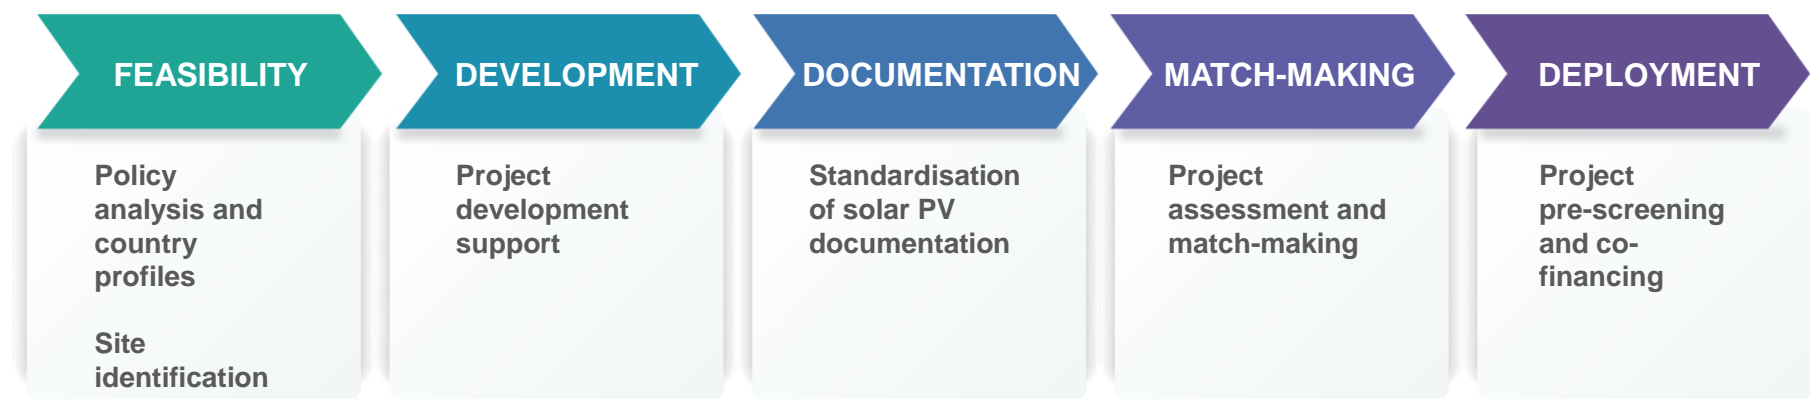 FEASIBILITY
Policy
analysis and
country
profiles
Site
identification
DEVELOPMENT
Project
development
support
DOCUMENTATION
Standardisation
of solar PV
documentation
MATCH-MAKING
Project
assessment and
match-making
DEPLOYMENT
Project
pre-screening
and co-
financing